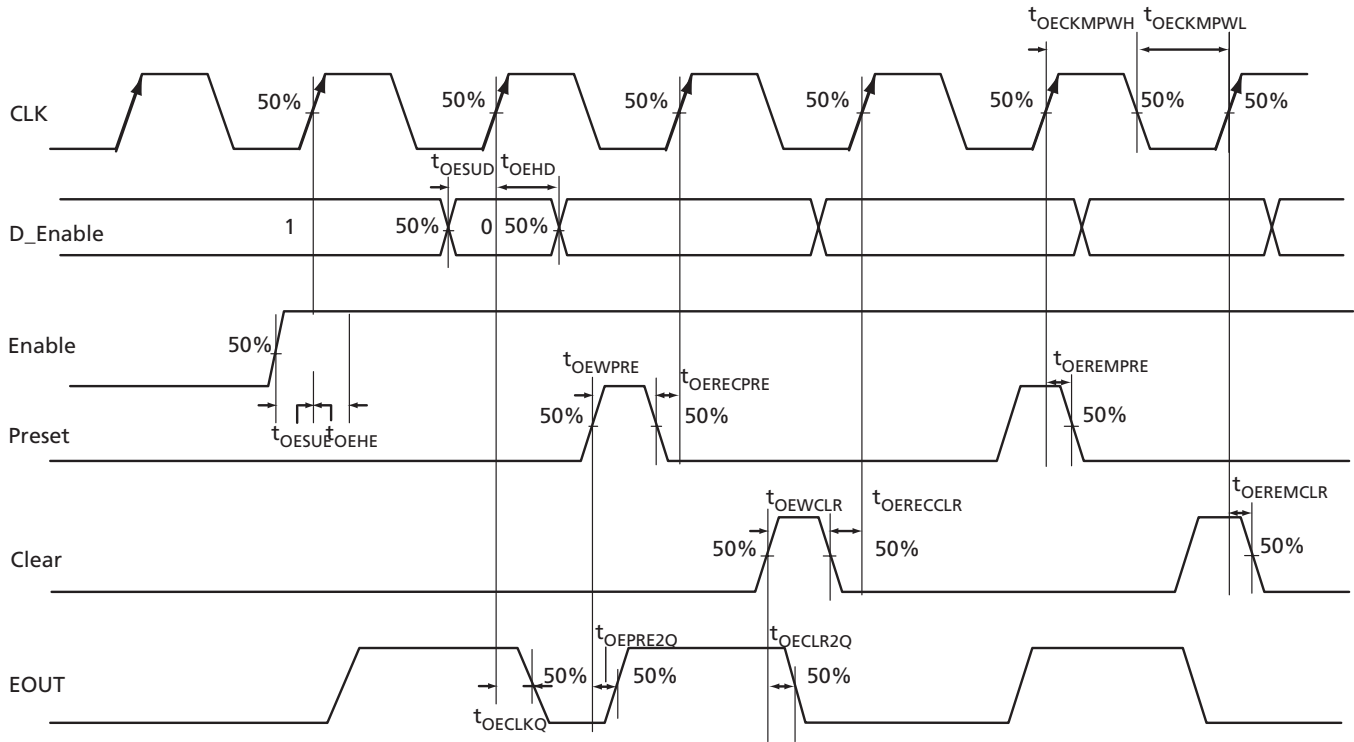 tOECKMPWH tOECKMPWL
CLK
50% 50% 50% 50% 50% 50% 50%
tOESUD tOEHD
D_Enable
1 50% 0 50%
Enable
50%
tOEWPRE tOERECPRE tOEREMPRE
Preset
tOESUE tOEHE
50% 50% 50%
tOEWCLR tOERECCLR tOEREMCLR
Clear
50% 50% 50%
tOEPRE2Q tOECLR2Q
EOUT
50% 50% 50%
tOECLKQ